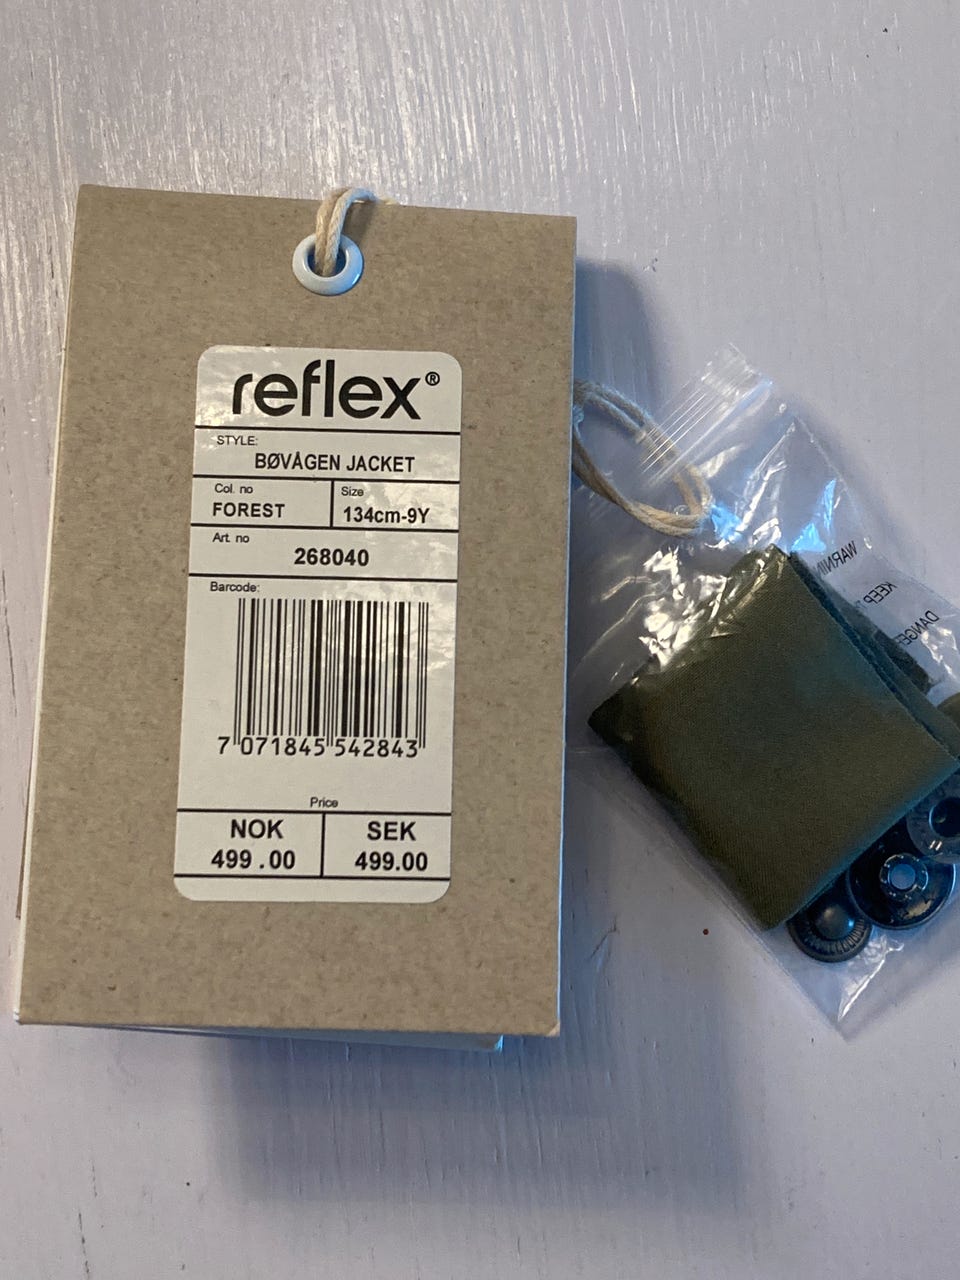 reflex®
STYLE:
BØVÅGEN JACKET
Col. no
FOREST
Size
134cm-9Y
Art. no
268040
Barcode:
7 071845 542843
Price
NOK
499 .00
SEK
499.00
WARNIN
KEEP
DANGE